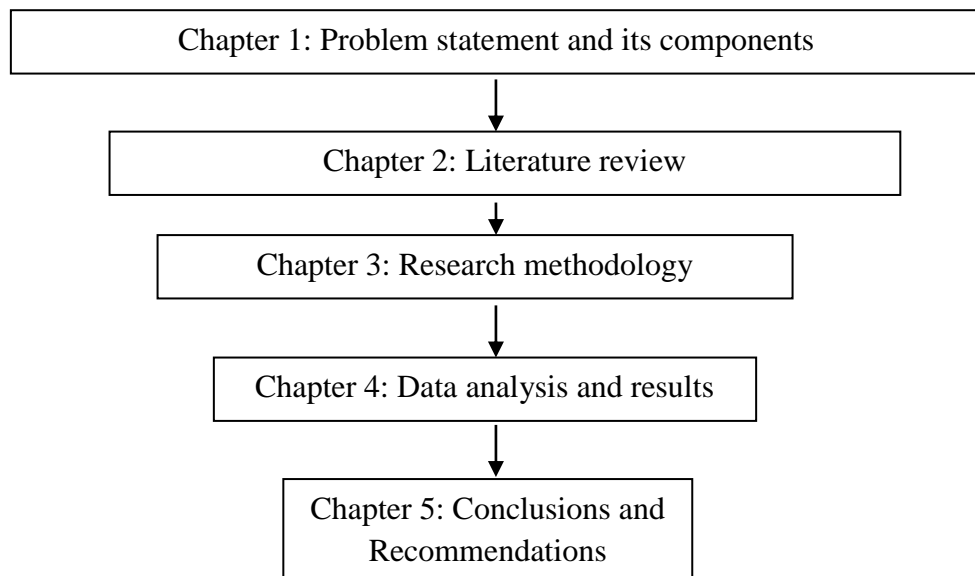 Chapter 1: Problem statement and its components
Chapter 2: Literature review
Chapter 3: Research methodology
Chapter 4: Data analysis and results
Chapter 5: Conclusions and
Recommendations